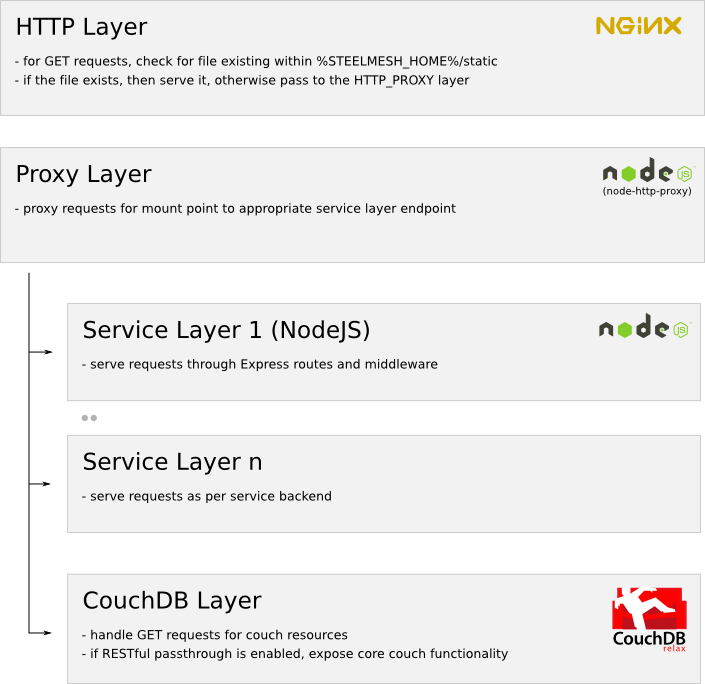 HTTP Layer
NGiNX
- for GET requests, check for file existing within %STEELMESH_HOME%/static
- if the file exists, then serve it, otherwise pass to the HTTP_PROXY layer
Proxy Layer
node JS
(node-http-proxy)
- proxy requests for mount point to appropriate service layer endpoint
Service Layer 1 (NodeJS)
node JS
- serve requests through Express routes and middleware
Service Layer n
- serve requests as per service backend
CouchDB Layer
- handle GET requests for couch resources
- if RESTful passthrough is enabled, expose core couch functionality
CouchDB
relax